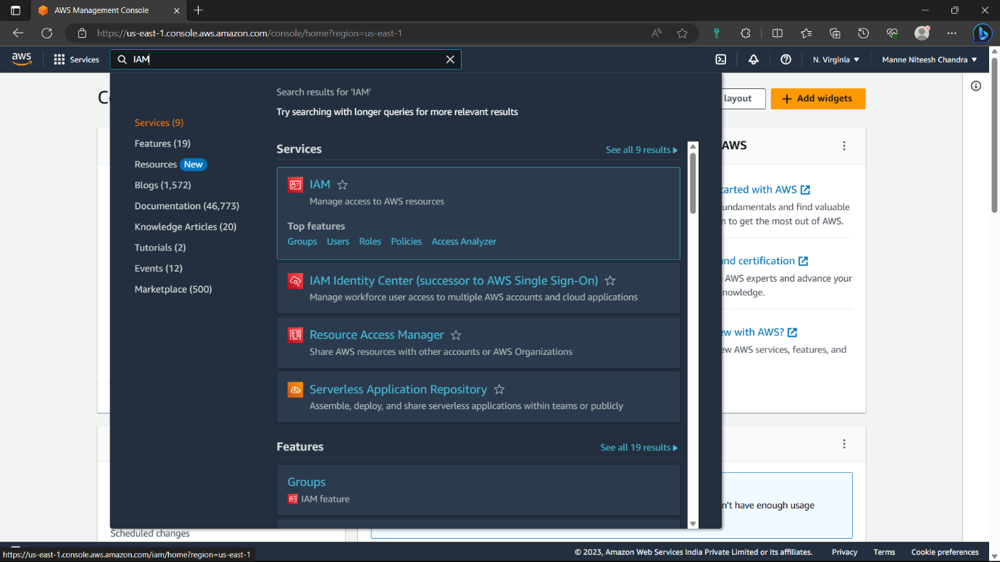 AWS Management Console
https://us-east-1.console.aws.amazon.com/console/home?region=us-east-1
aws
Services
IAM
N. Virginia
Manne Niteesh Chandra
layout
+ Add widgets
Search results for 'IAM'
Try searching with longer queries for more relevant results
Services (9)
Features (19)
Resources New
Blogs (1,572)
Documentation (46,773)
Knowledge Articles (20)
Tutorials (2)
Events (12)
Marketplace (500)
Services
See all 9 results
IAM
Manage access to AWS resources
Top features
Groups Users Roles Policies Access Analyzer
IAM Identity Center (successor to AWS Single Sign-On)
Manage workforce user access to multiple AWS accounts and cloud applications
Resource Access Manager
Share AWS resources with other accounts or AWS Organizations
Serverless Application Repository
Assemble, deploy, and share serverless applications within teams or publicly
Features
See all 19 results
Groups
IAM feature
AWS
tarted with AWS
undamentals and find valuable
n to get the most out of AWS.
nd certification
AWS experts and advance your
nowledge.
ew with AWS?
ew AWS services, features, and
n't have enough usage
Scheduled changes
https://us-east-1.console.aws.amazon.com/iam/home?region=us-east-1
© 2023, Amazon Web Services India Private Limited or its affiliates.
Privacy
Terms
Cookie preferences